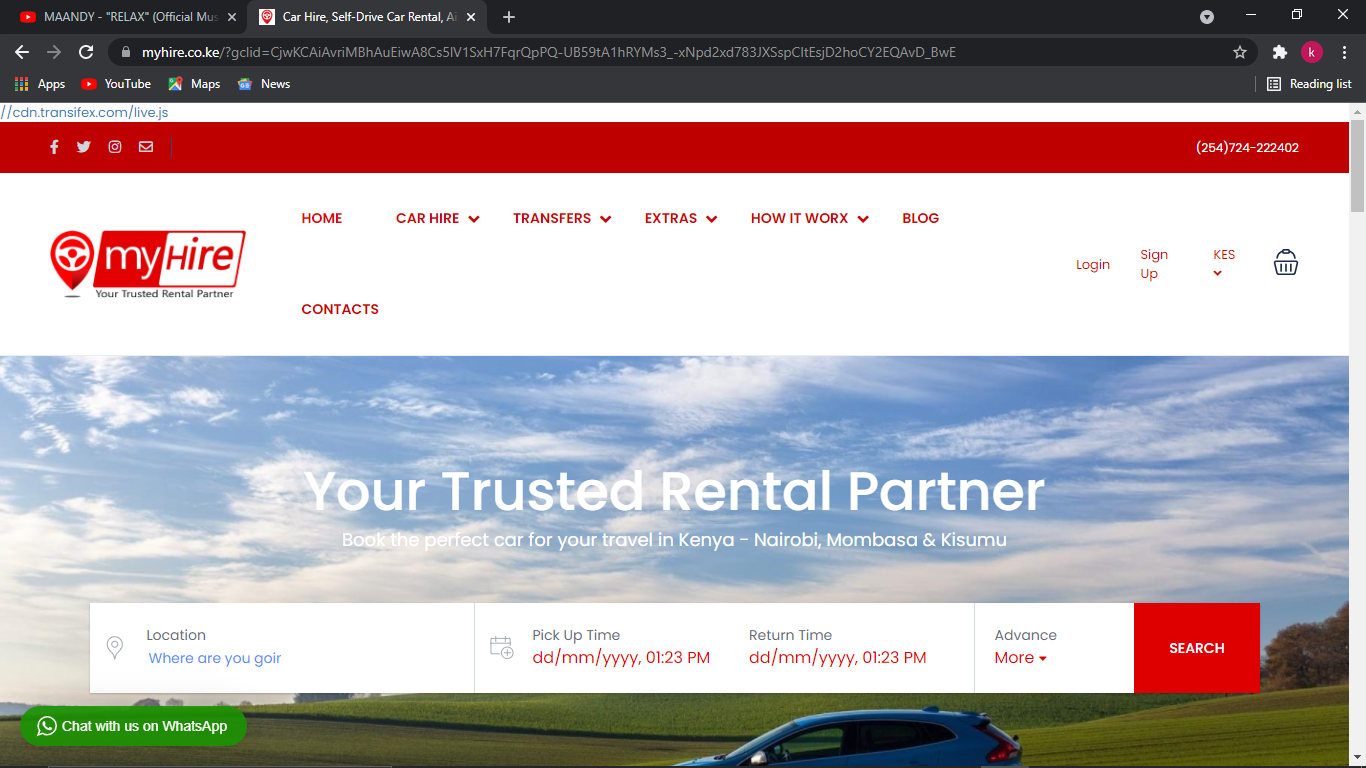 MAANDY - "RELAX" (Official Mus
Car Hire, Self-Drive Car Rental, Ai
myhire.co.ke/?gclid=CjwKCAiAvriMBhAuEiwA8Cs5lV1SxH7FqrQpPQ-UB59tA1hRYMs3_-xNpd2xd783JXSspCltEsjD2hoCY2EQAvD_BwE
k
Apps
YouTube
Maps
News
Reading list
//cdn.transifex.com/live.js
(254)724-222402
HOME
CAR HIRE
TRANSFERS
EXTRAS
HOW IT WORX
BLOG
CONTACTS
myHire
Your Trusted Rental Partner
Login
Sign
Up
KES
Your Trusted Rental Partner
Book the perfect car for your travel in Kenya - Nairobi, Mombasa & Kisumu
Location
Where are you goir
Pick Up Time
dd/mm/yyyy, 01:23 PM
Return Time
dd/mm/yyyy, 01:23 PM
Advance
More
SEARCH
Chat with us on WhatsApp